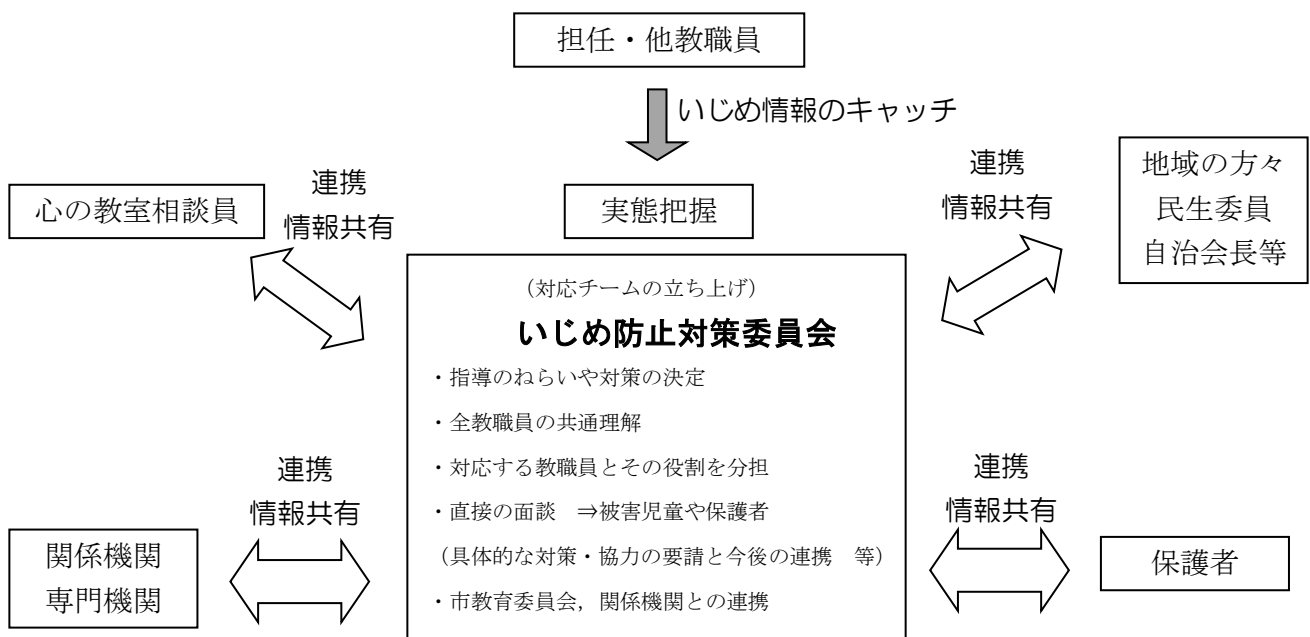 担任・他教職員
いじめ情報のキャッチ
連携
情報共有
心の教室相談員
実態把握
連携
情報共有
地域の方々
民生委員
自治会長等
(対応チームの立ち上げ)
いじめ防止対策委員会
・指導のねらいや対策の決定
・全教職員の共通理解
・対応する教職員とその役割を分担
・直接の面談　⇒被害児童や保護者
(具体的な対策・協力の要請と今後の連携　等)
・市教育委員会，関係機関との連携
連携
情報共有
関係機関
専門機関
連携
情報共有
保護者